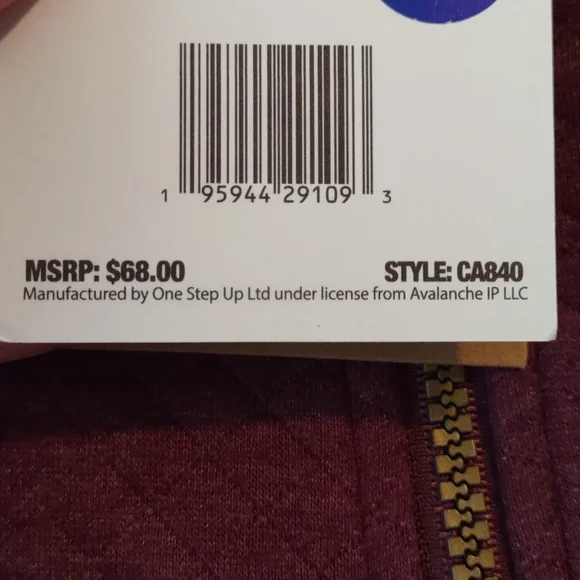 1 95944 29109 3
MSRP: $68.00 STYLE: CA840
Manufactured by One Step Up Ltd under license from Avalanche IP LLC